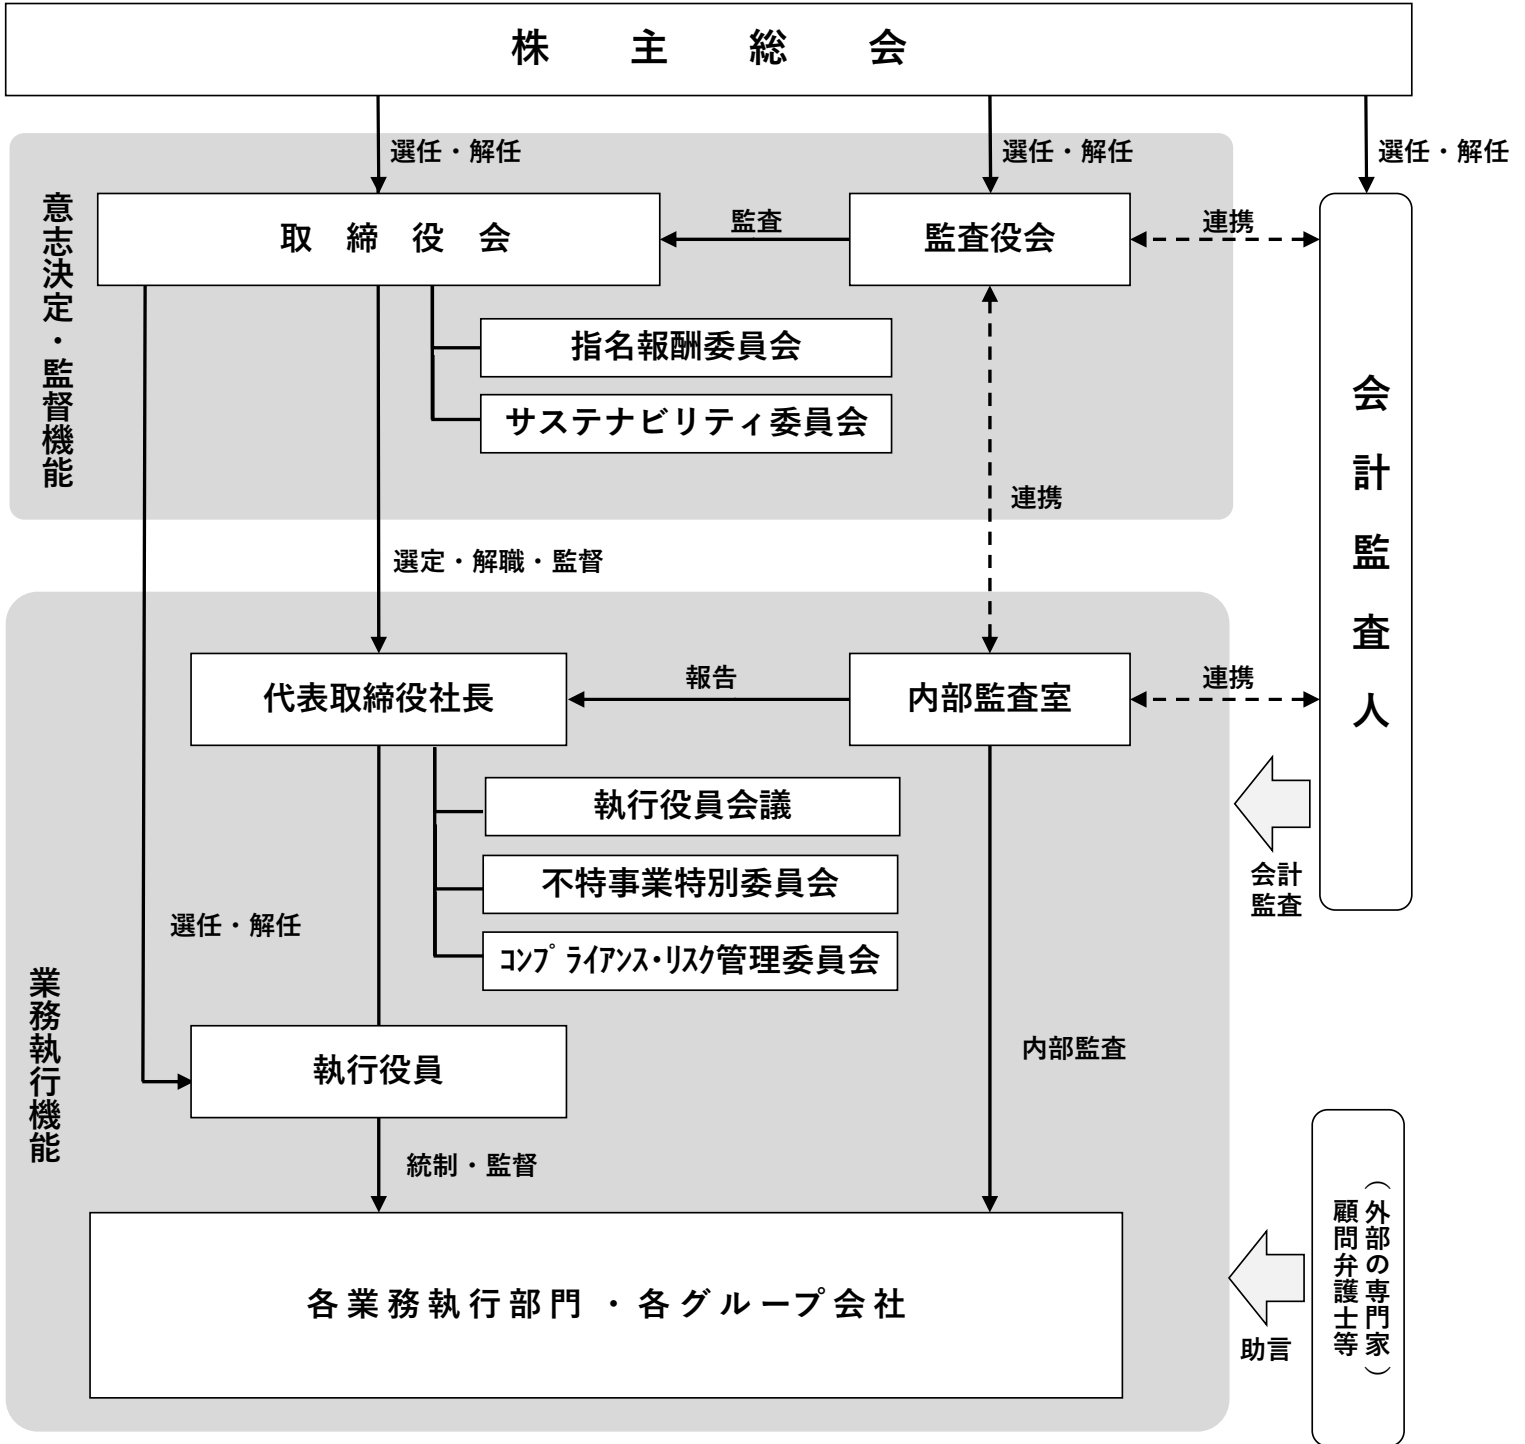 株 主 総 会
選任・解任
選任・解任
選任・解任
意志決定・監督機能
取 締 役 会
監査
監査役会
連携
指名報酬委員会
サステナビリティ委員会
連携
選定・解職・監督
会計監査人
代表取締役社長
報告
内部監査室
連携
執行役員会議
不特事業特別委員会
ｺﾝﾌﾟﾗｲｱﾝｽ･ﾘｽｸ管理委員会
会計
監査
選任・解任
業務執行機能
執行役員
内部監査
統制・監督
各業務執行部門・各グループ会社
助言
（外部の専門家）
顧問弁護士等